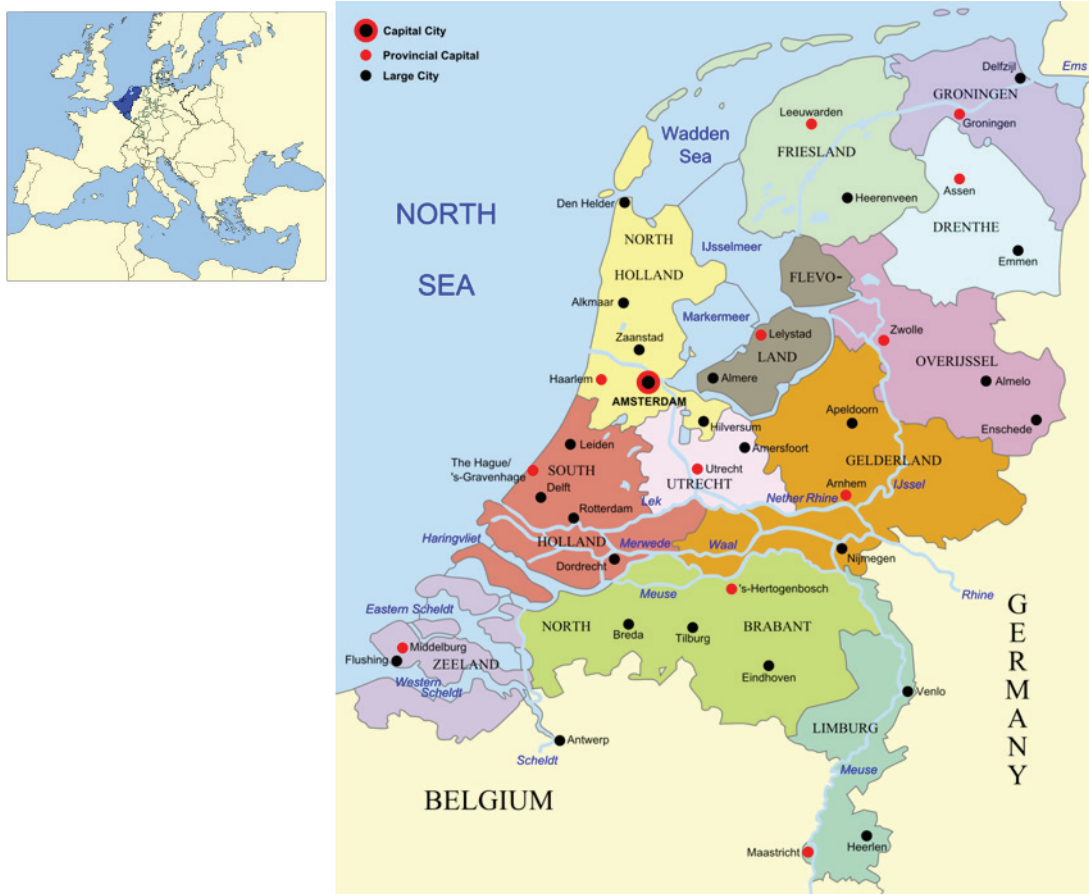 Capital City
Provincial Capital
Large City
Delfzijl
Ems
GRONINGEN
Leeuwarden
Groningen
Wadden
Sea
FRIESLAND
Assen
Heerenveen
Den Helder
NORTH
SEA
DRENTHE
NORTH
HOLLAND
IJsselmeer
Emmen
FLEVO-
Alkmaar
Markermeer
Zaanstad
Lelystad
Zwolle
LAND
OVERIJSSEL
Haarlem
Almere
Almelo
AMSTERDAM
Apeldoorn
Hilversum
Enschede
Leiden
Amersfoort
The Hague/
's-Gravenhage
SOUTH
Utrecht
GELDERLAND
UTRECHT
Delft
Arnhem
IJssel
Nether Rhine
Lek
Rotterdam
Haringvliet
HOLLAND
Merwede
Waal
Nijmegen
Dordrecht
Meuse
's-Hertogenbosch
Rhine
Eastern Scheldt
NORTH
BRABANT
Breda
Tilburg
Middelburg
Flushing
ZEELAND
Eindhoven
Western
Scheldt
Venlo
LIMBURG
Antwerp
Scheldt
Meuse
GERMANY
BELGIUM
Maastricht
Heerlen